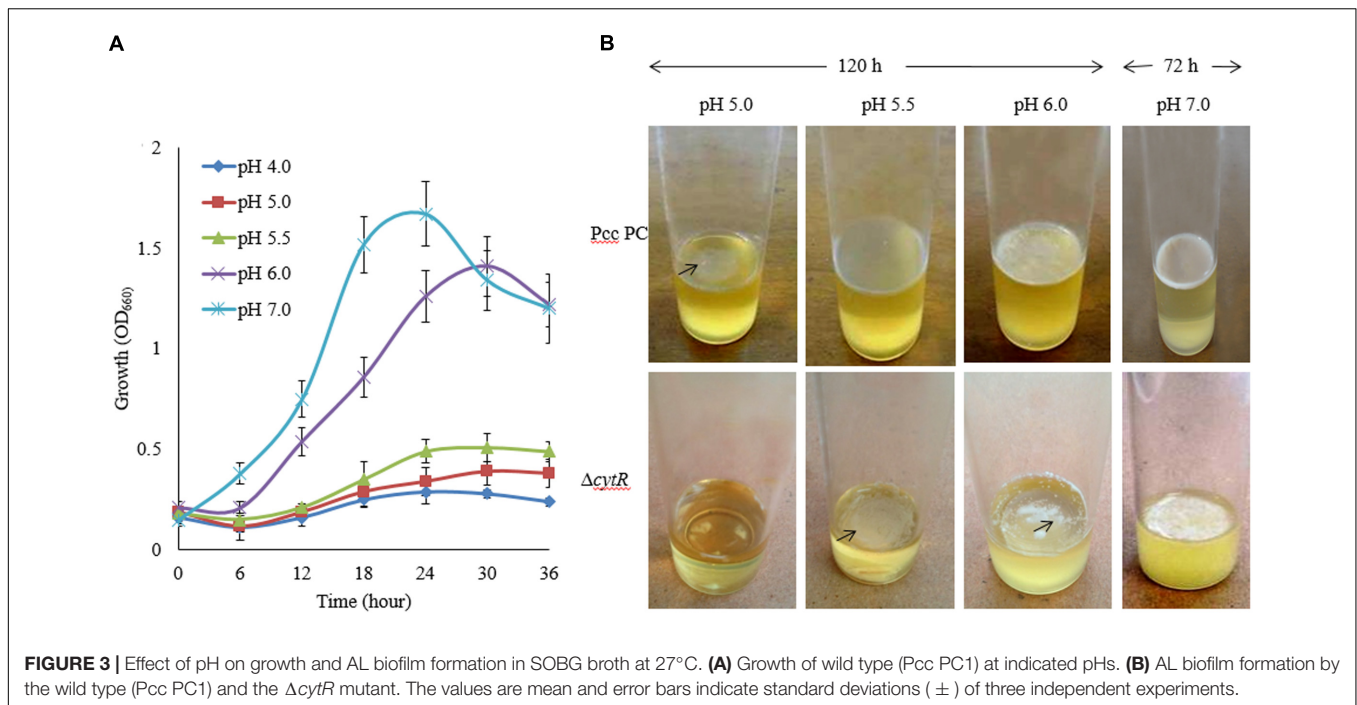 A
B
120 h
72 h
pH 5.0
pH 5.5
pH 6.0
pH 7.0
2
1.5
1
0.5
0
pH 4.0
pH 5.0
pH 5.5
pH 6.0
pH 7.0
Growth (OD660)
0 6 12 18 24 30 36
Time (hour)
Pcc PC
ΔcytR
FIGURE 3 | Effect of pH on growth and AL biofilm formation in SOBG broth at 27°C. (A) Growth of wild type (Pcc PC1) at indicated pHs. (B) AL biofilm formation by
the wild type (Pcc PC1) and the ΔcytR mutant. The values are mean and error bars indicate standard deviations ( ± ) of three independent experiments.